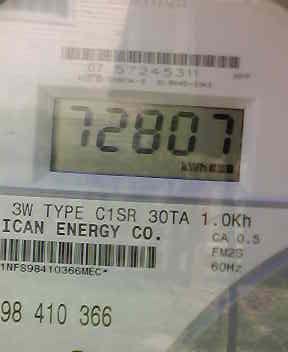 07 57245311
72807
kWh
3W TYPE C1SR 30TA 1.0Kh
ICAN ENERGY CO.
CA 0.5
FM2S
60Hz
1NFS98410366MEC*
98 410 366